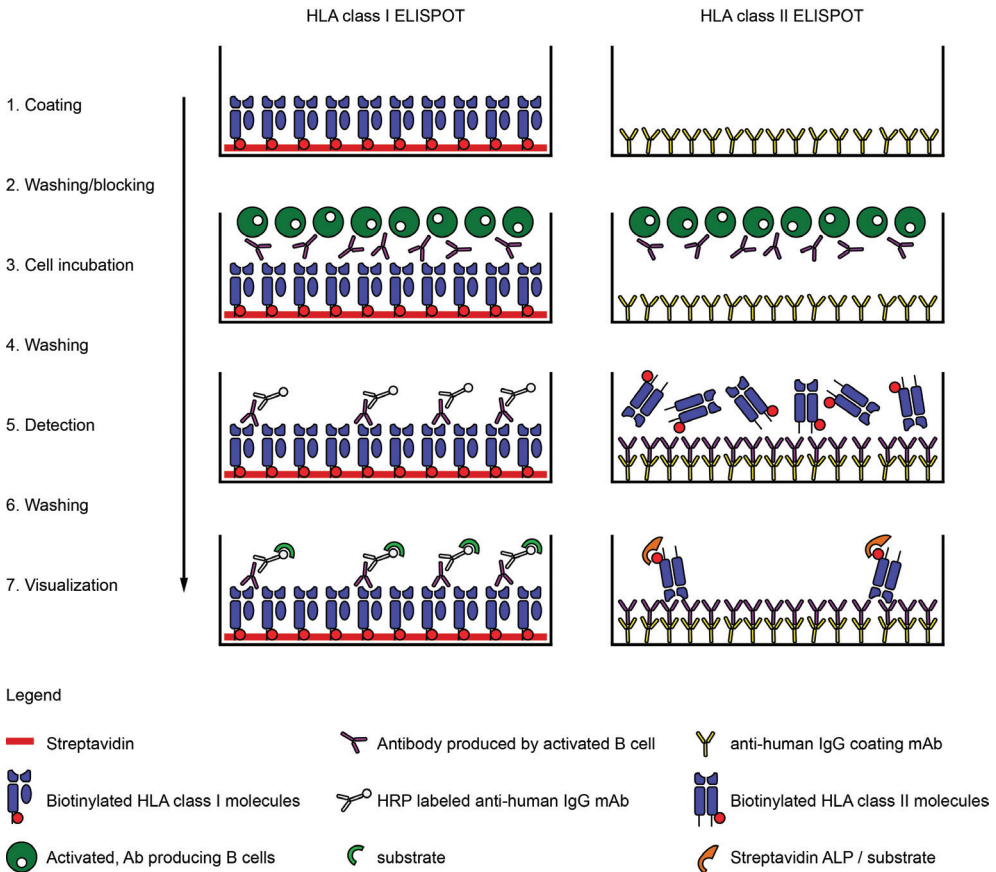 HLA class I ELISPOT
HLA class II ELISPOT
1. Coating
2. Washing/blocking
3. Cell incubation
4. Washing
5. Detection
6. Washing
7. Visualization
Legend
Streptavidin
Antibody produced by activated B cell
anti-human IgG coating mAb
Biotinylated HLA class I molecules
HRP labeled anti-human IgG mAb
Biotinylated HLA class II molecules
Activated, Ab producing B cells
substrate
Streptavidin ALP / substrate